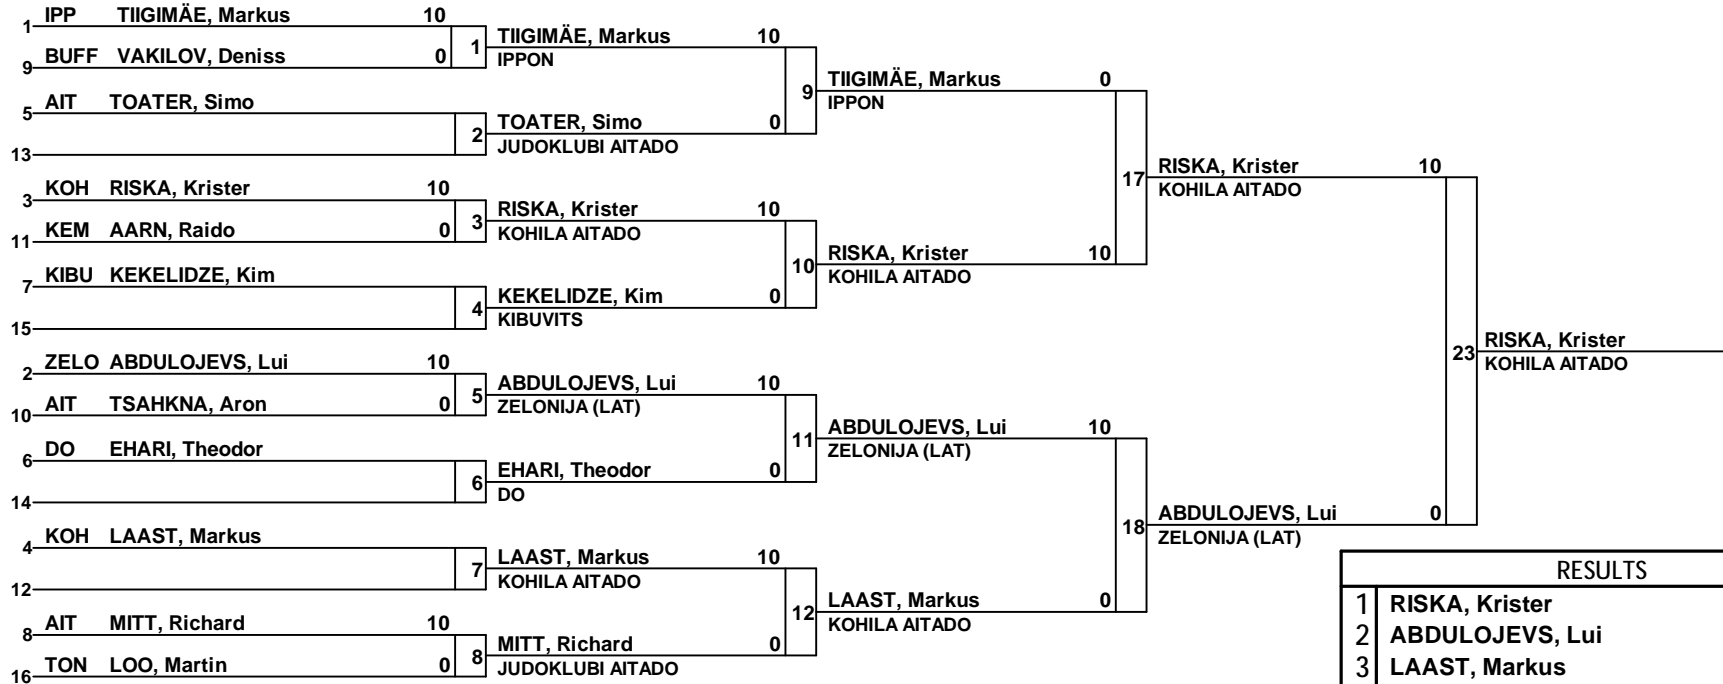 1 IPP TIIGIMÄE, Markus 10
9 BUFF VAKILOV, Deniss 0
1
5 AIT TOATER, Simo
13
2
3 KOH RISKA, Krister 10
11 KEM AARN, Raido 0
3
7 KIBU KEKELIDZE, Kim
15
4
2 ZELO ABDULOJEVS, Lui 10
10 AIT TSAHKNA, Aron 0
5
6 DO EHARI, Theodor
14
6
4 KOH LAAST, Markus
12
7
8 AIT MITT, Richard 10
16 TON LOO, Martin 0
8
TIIGIMÄE, Markus 10
IPPON
9
TOATER, Simo 0
JUDOKLUBI AITADO
RISKA, Krister 10
KOHILA AITADO
10
KEKELIDZE, Kim 0
KIBUVITS
ABDULOJEVS, Lui 10
ZELONIJA (LAT)
11
EHARI, Theodor 0
DO
LAAST, Markus 10
KOHILA AITADO
12
MITT, Richard 0
JUDOKLUBI AITADO
TIIGIMÄE, Markus 0
IPPON
17
RISKA, Krister 10
KOHILA AITADO
ABDULOJEVS, Lui 10
ZELONIJA (LAT)
18
LAAST, Markus 0
KOHILA AITADO
RISKA, Krister 10
KOHILA AITADO
23
ABDULOJEVS, Lui 0
ZELONIJA (LAT)
RISKA, Krister
KOHILA AITADO
RESULTS
1 RISKA, Krister
2 ABDULOJEVS, Lui
3 LAAST, Markus